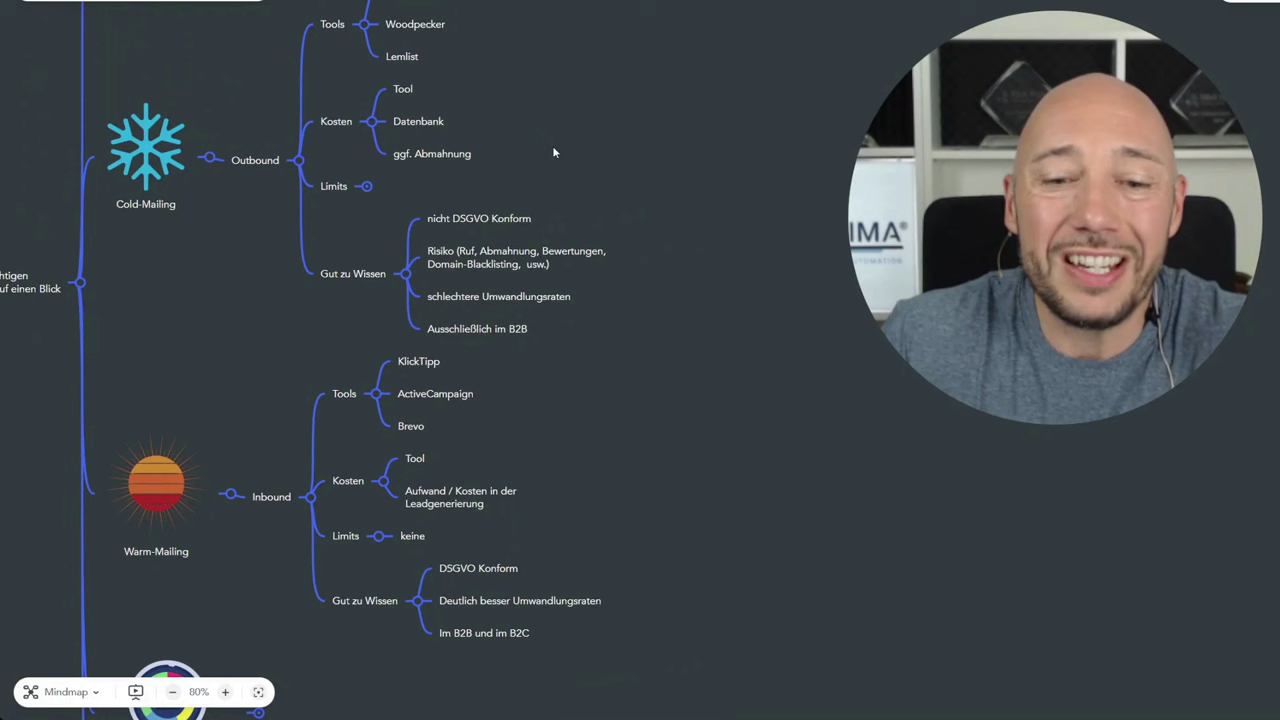 Tools
Woodpecker
Lemlist
Tool
Kosten
Datenbank
ggf. Abmahnung
Outbound
Limits
Cold-Mailing
nicht DSGVO Konform
Risiko (Ruf, Abmahnung, Bewertungen,
Domain-Blacklisting, usw.)
Gut zu Wissen
schlechtere Umwandlungsraten
Ausschließlich im B2B
htigen
uf einen Blick
KlickTipp
Tools
ActiveCampaign
Brevo
Tool
Kosten
Aufwand / Kosten in der
Leadgenerierung
Inbound
Limits
keine
Warm-Mailing
DSGVO Konform
Gut zu Wissen
Deutlich besser Umwandlungsraten
Im B2B und im B2C
Mindmap
80%
IMA®
AUTOMATION